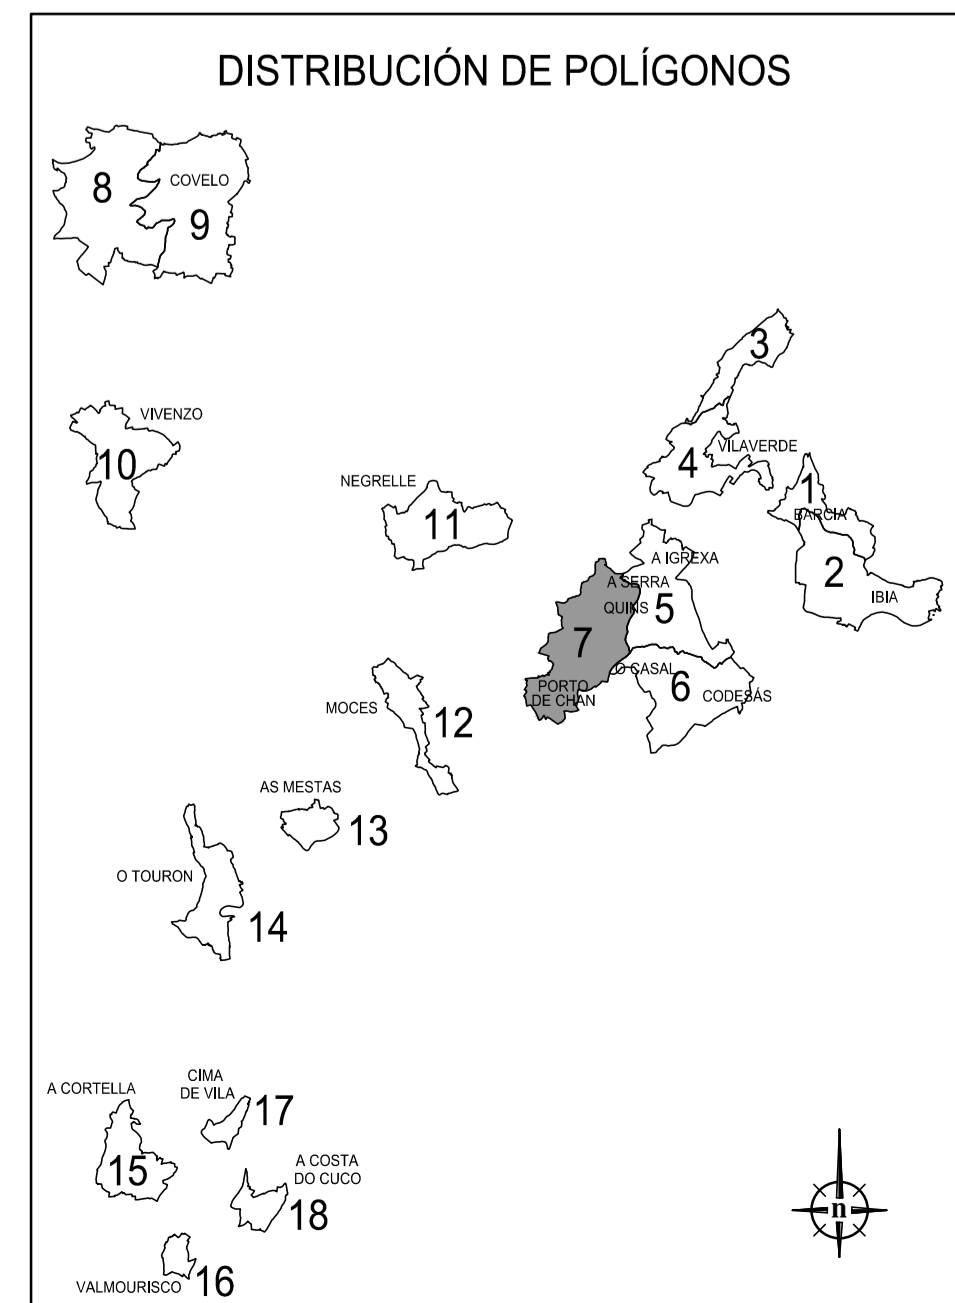 DISTRIBUCIÓN DE POLÍGONOS
8
COVELO
9
3
VIVENZO
10
4
VILAVERDE
NEGRELLE
11
1
BARCIA
2
IBIA
A IGREXA
A SERRA
QUINS
5
7
O CASAL
PORTO
DE CHAN
6
CODESÁS
MOCES
12
AS MESTAS
13
O TOURON
14
A CORTELLA
15
CIMA
DE VILA
17
A COSTA
DO CUCO
18
VALMOURISCO
16
n